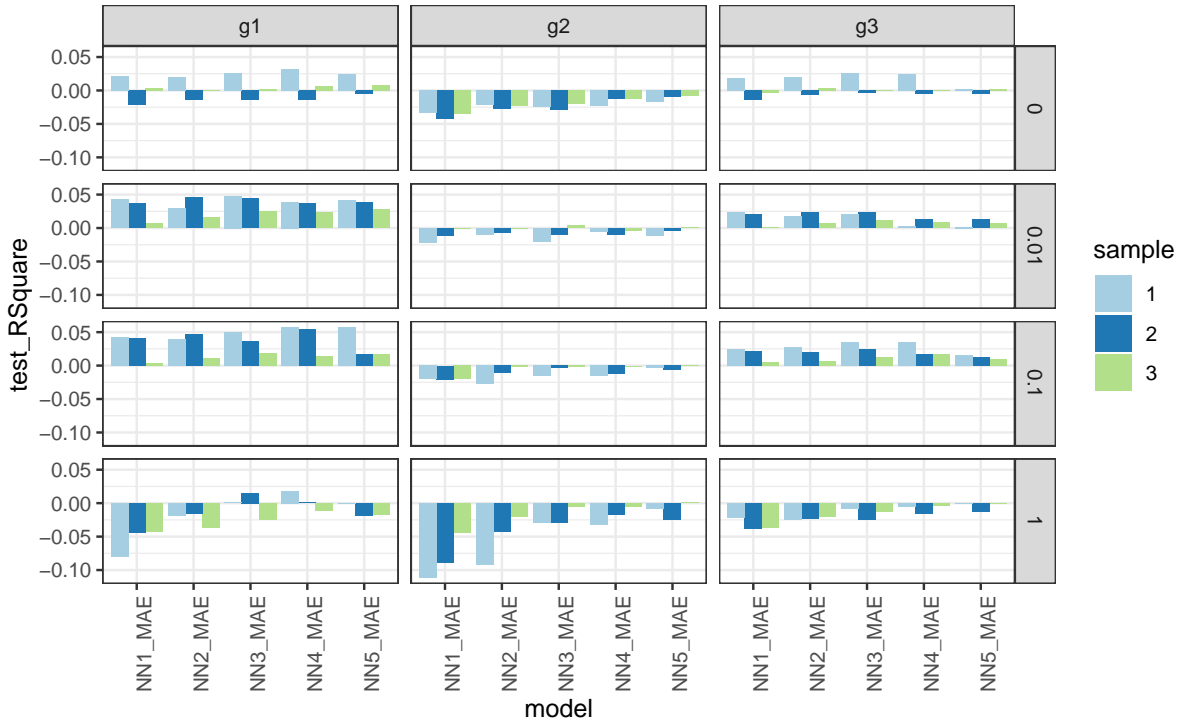 g1
g2
g3
0.05
0.00
−0.05
−0.10
0
0.05
0.00
−0.05
−0.10
0.01
0.05
0.00
−0.05
−0.10
0.1
0.05
0.00
−0.05
−0.10
1
test_RSquare
NN1_MAE
NN2_MAE
NN3_MAE
NN4_MAE
NN5_MAE
NN1_MAE
NN2_MAE
NN3_MAE
NN4_MAE
NN5_MAE
NN1_MAE
NN2_MAE
NN3_MAE
NN4_MAE
NN5_MAE
model
sample
1
2
3